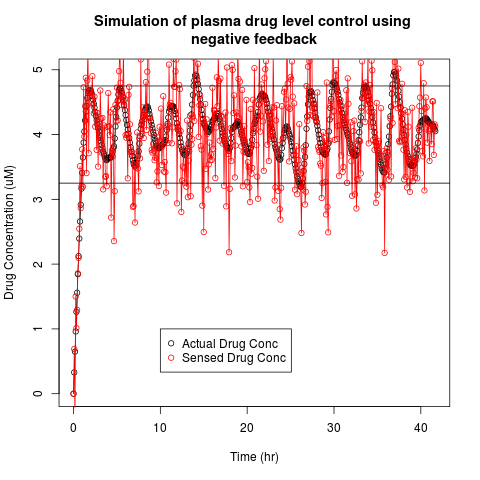 Simulation of plasma drug level control using
negative feedback
Drug Concentration (uM)
5
4
3
2
1
0
Actual Drug Conc
Sensed Drug Conc
0 10 20 30 40
Time (hr)